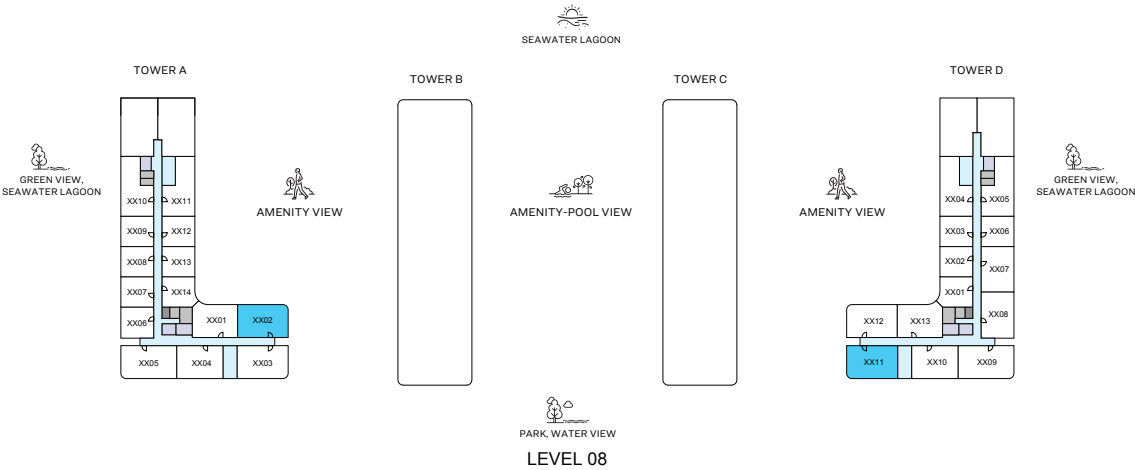 SEAWATER LAGOON
TOWER A
TOWER B
TOWER C
TOWER D
GREEN VIEW,
SEAWATER LAGOON
AMENITY VIEW
AMENITY-POOL VIEW
AMENITY VIEW
GREEN VIEW,
SEAWATER LAGOON
XX10 XX11
XX09 XX12
XX08 XX13
XX07 XX14
XX06 XX01 XX02
XX05 XX04 XX03
XX04 XX05
XX03 XX06
XX02 XX07
XX01
XX12 XX13 XX08
XX11 XX10 XX09
PARK, WATER VIEW
LEVEL 08